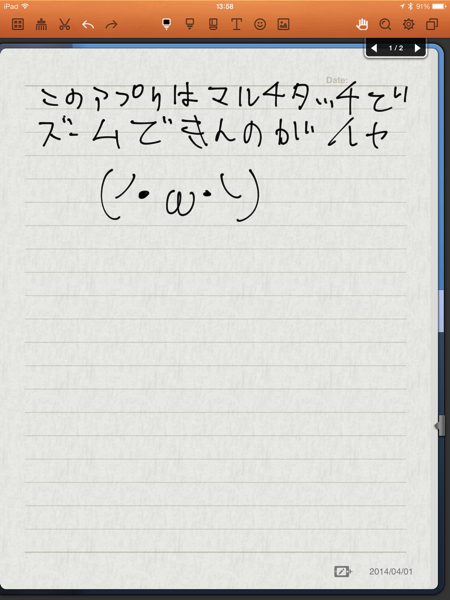 iPad
13:58
91%
1 / 2
Date:
このアプリはマルチタッチで
ズームできんのがイヤ
(´・ω・`)
2014/04/01